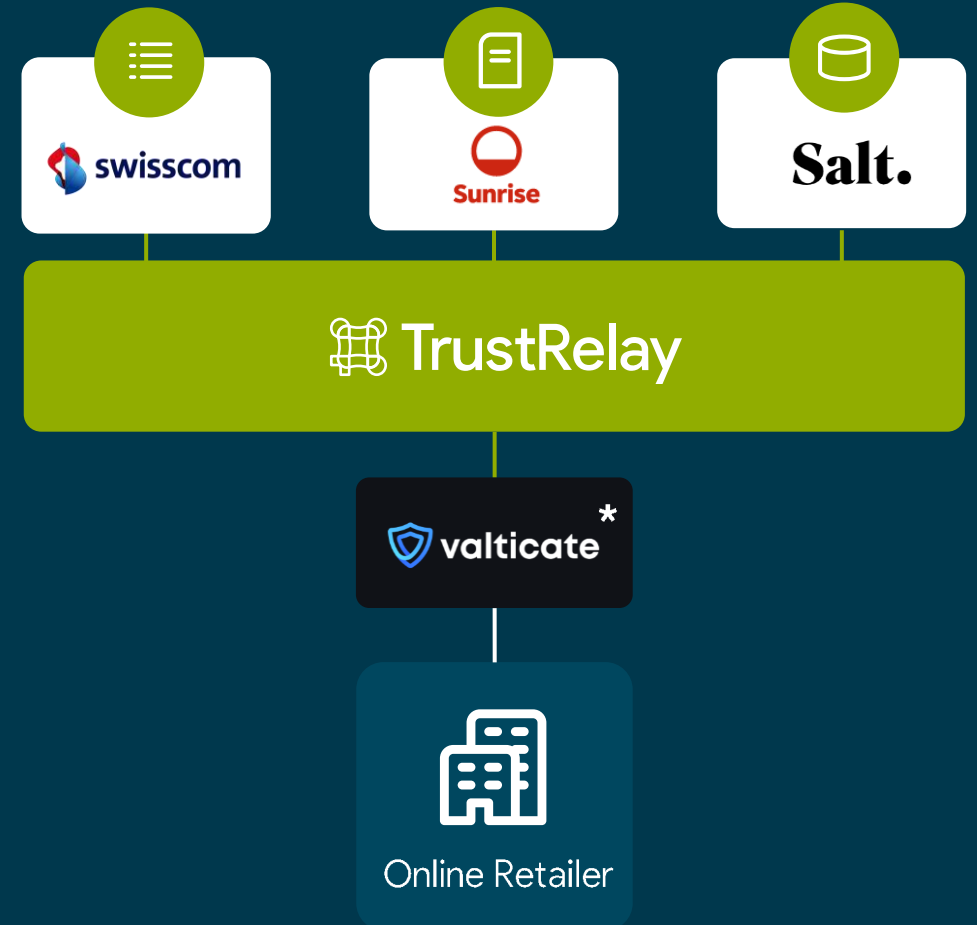 swisscom
Sunrise
Salt.
TrustRelay
valticate*
Online Retailer